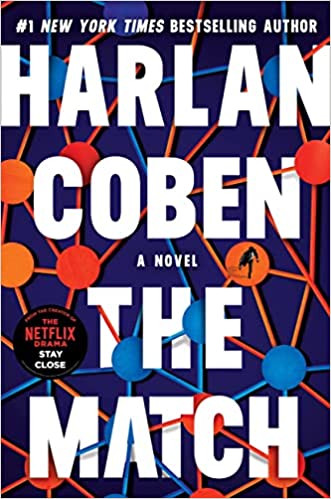 #1 NEW YORK TIMES BESTSELLING AUTHOR
HARLAN
COBEN
A NOVEL
THE
MATCH
FROM THE CREATOR OF
THE
NETFLIX
DRAMA
STAY
CLOSE